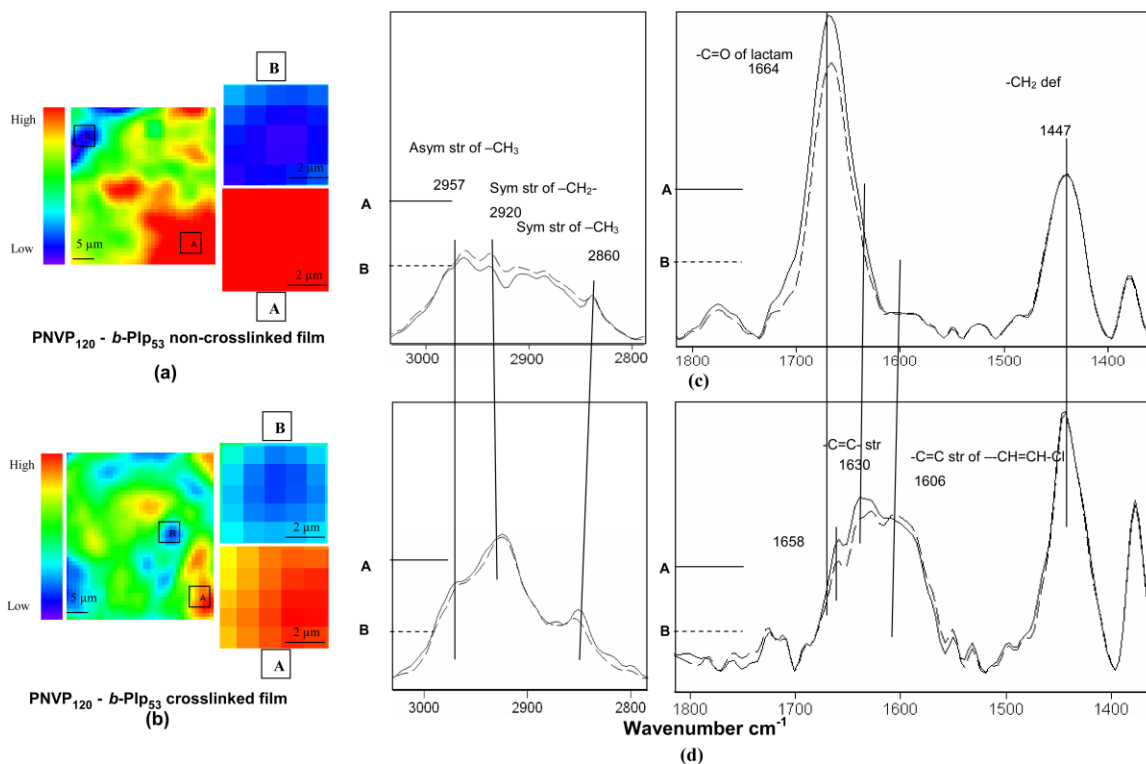 B
High
Low
5 µm
B
A
2 µm
2 µm
A
PNVP120 - b-PIp53 non-crosslinked film
(a)
B
High
Low
5 µm
B
A
2 µm
2 µm
A
PNVP120 - b-PIp53 crosslinked film
(b)
Asym str of –CH3
2957
Sym str of –CH2-
2920
Sym str of –CH3
2860
A
B
3000
2900
2800
-C=O of lactam
1664
-CH2 def
1447
A
B
1800
1700
1600
1500
1400
(c)
A
B
3000
2900
2800
-C=C- str
1630
-C=C str of –-CH=CH-Cl
1606
1658
A
B
1800
1700
1600
1500
1400
Wavenumber cm-1
(d)